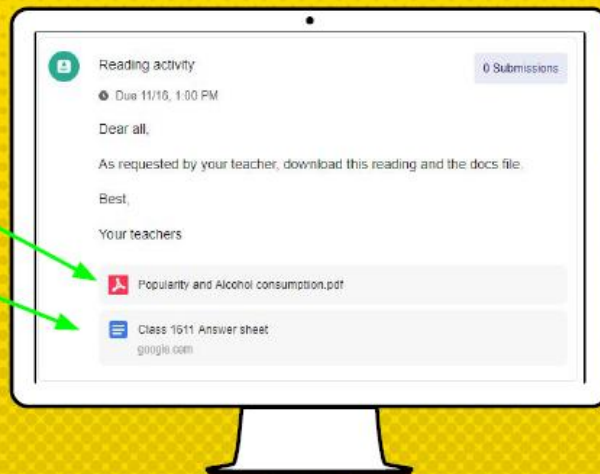 Reading activity
0 Submissions
Due 11/16, 1:00 PM
Dear all,
As requested by your teacher, download this reading and the docs file.
Best,
Your teachers
Popularity and Alcohol consumption.pdf
Class 1611 Answer sheet
google.com